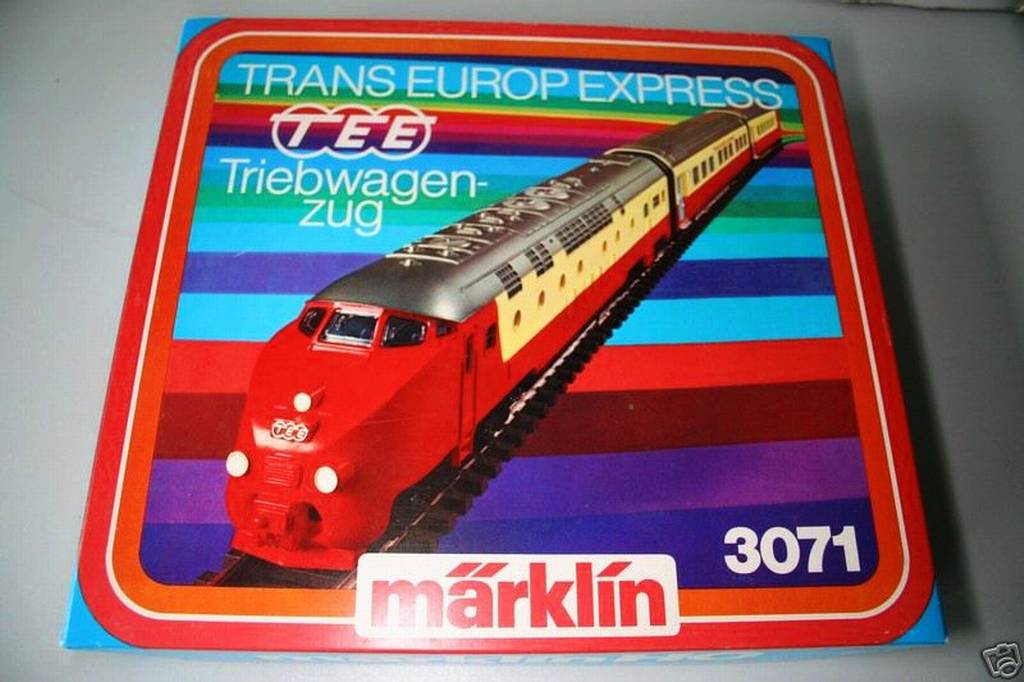 TRANS EUROP EXPRESS
TEE
Triebwagen-
zug
TEE
3071
märklin